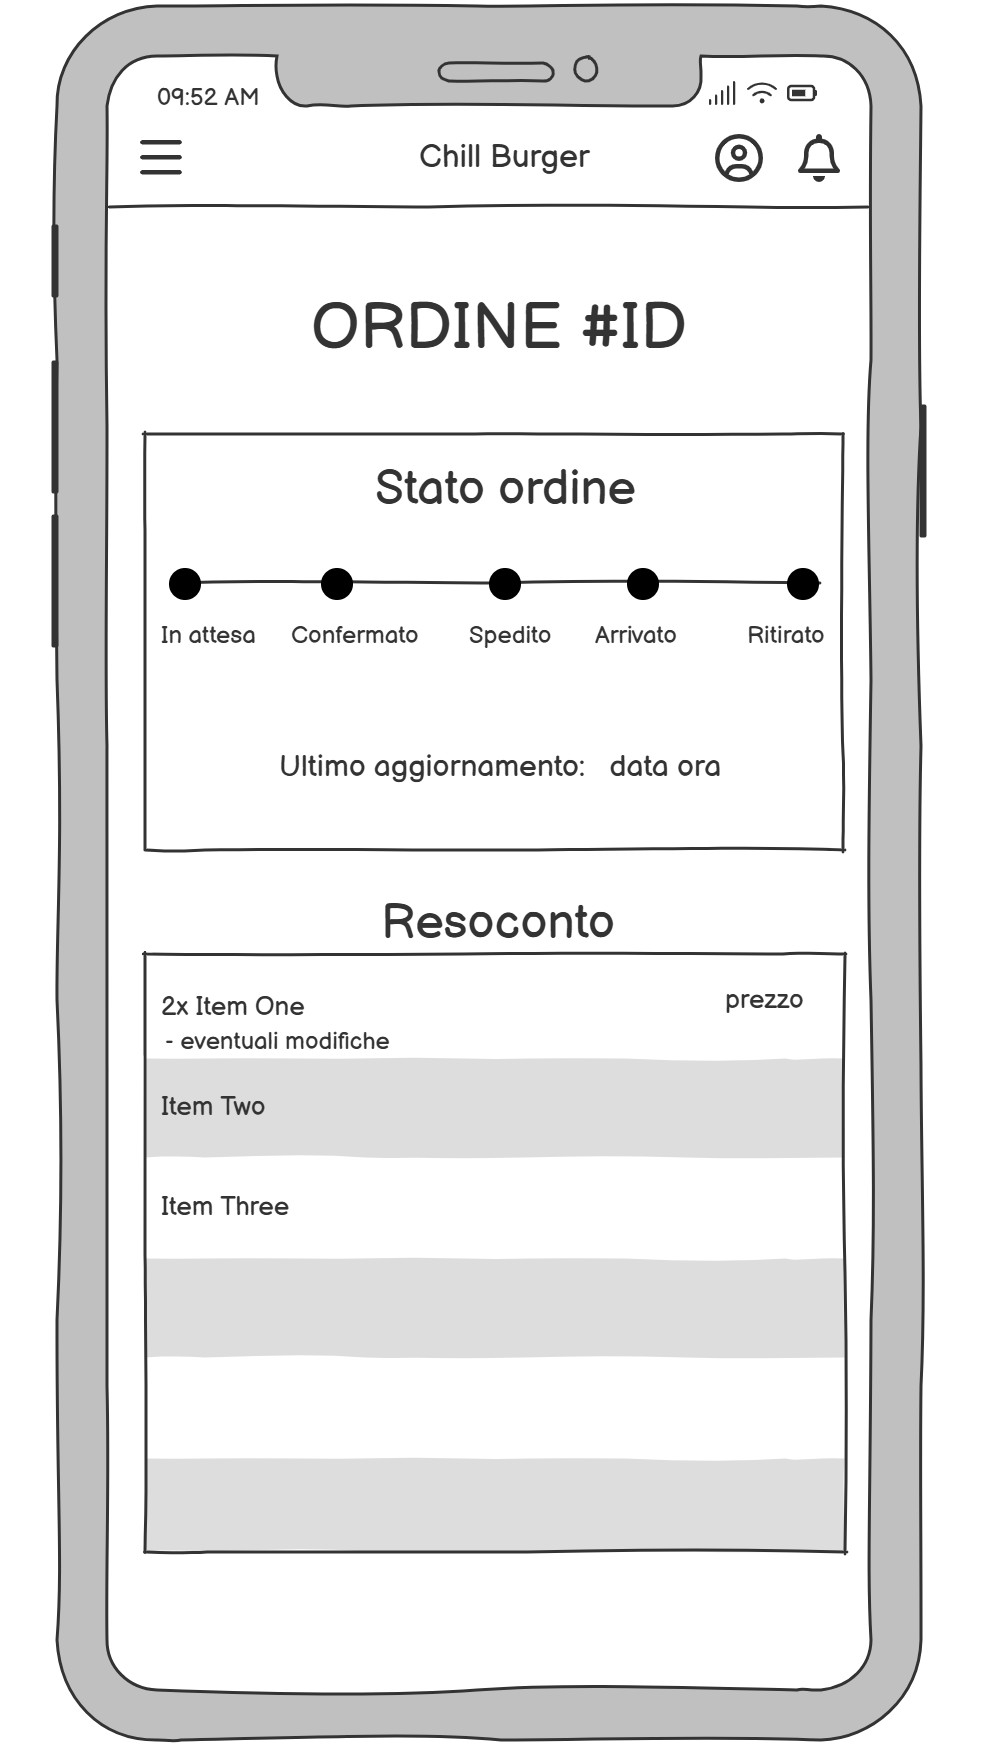 09:52 AM
Chill Burger
ORDINE #ID
Stato ordine
In attesa Confermato Spedito Arrivato Ritirato
Ultimo aggiornamento: data ora
Resoconto
2x Item One prezzo
- eventuali modifiche
Item Two
Item Three